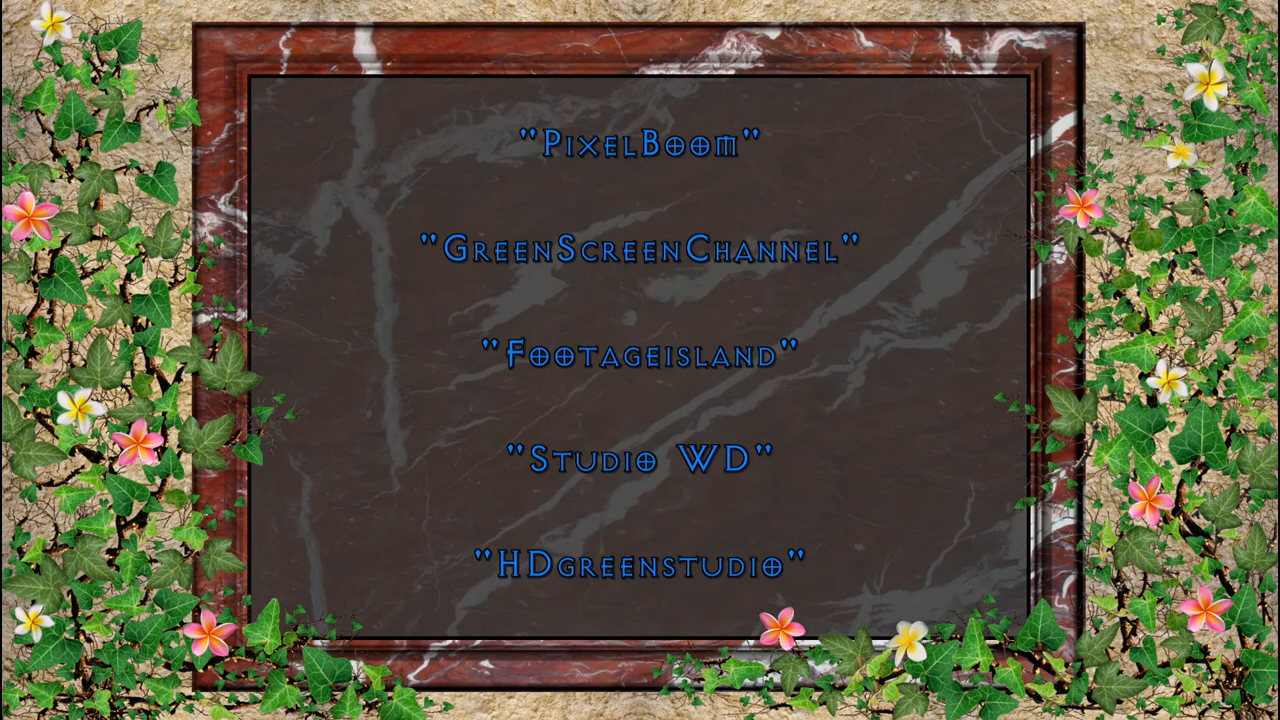 "PixelBoom"
"GreenScreenChannel"
"Footageisland"
"Studio WD"
"HDgreenstudio"